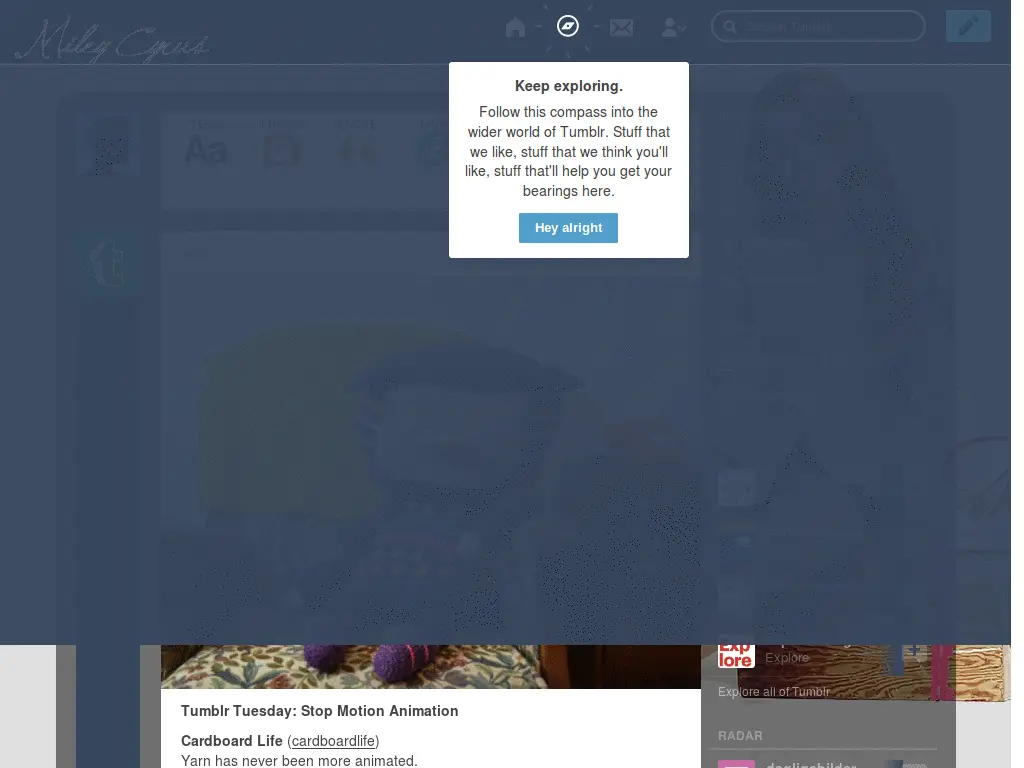 Miley Cyrus
Search Tumblr
Keep exploring.
Follow this compass into the
wider world of Tumblr. Stuff that
we like, stuff that we think you'll
like, stuff that'll help you get your
bearings here.
Hey alright
Aa
t
Exp
lore
Explore
Explore all of Tumblr
Tumblr Tuesday: Stop Motion Animation
Cardboard Life (cardboardlife)
Yarn has never been more animated.
RADAR